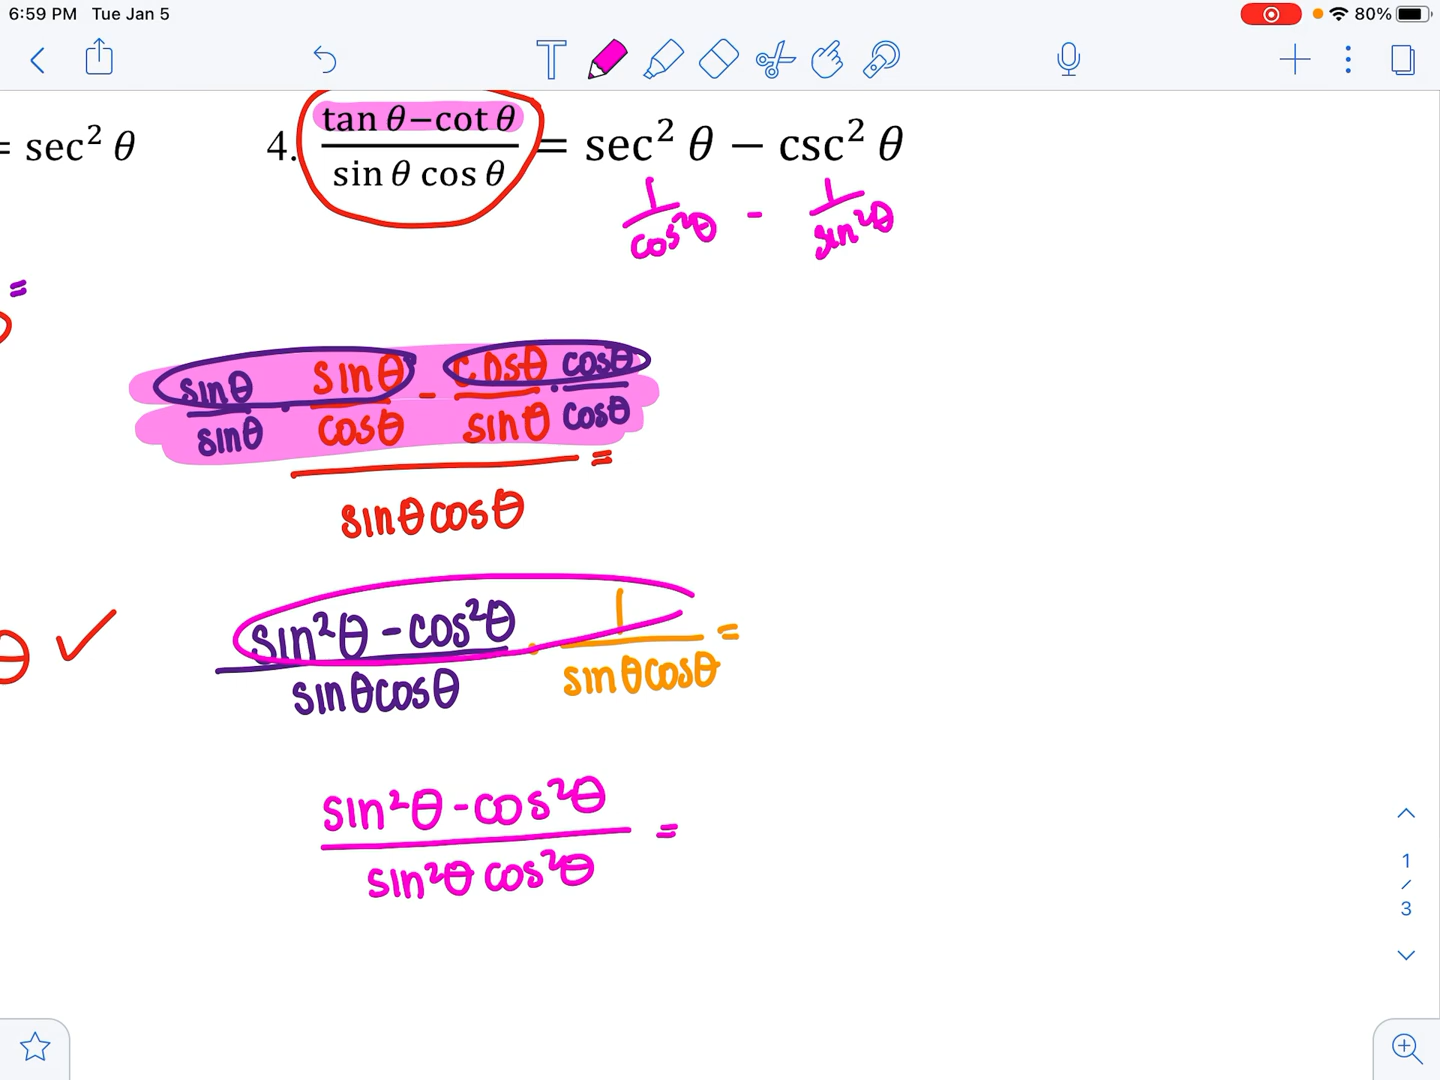 6:59 PM Tue Jan 5 80%
= sec² θ
4. (tan θ−cot θ)/(sin θ cos θ) = sec² θ − csc² θ
1/cos²θ - 1/sin²θ
=
(sinθ/sinθ · sinθ/cosθ - cosθ/sinθ · cosθ/cosθ)/(sinθcosθ) =
(sin²θ - cos²θ)/(sinθcosθ) · 1/(sinθcosθ) =
θ ✓
(sin²θ - cos²θ)/(sin²θ cos²θ) =
1
/
3